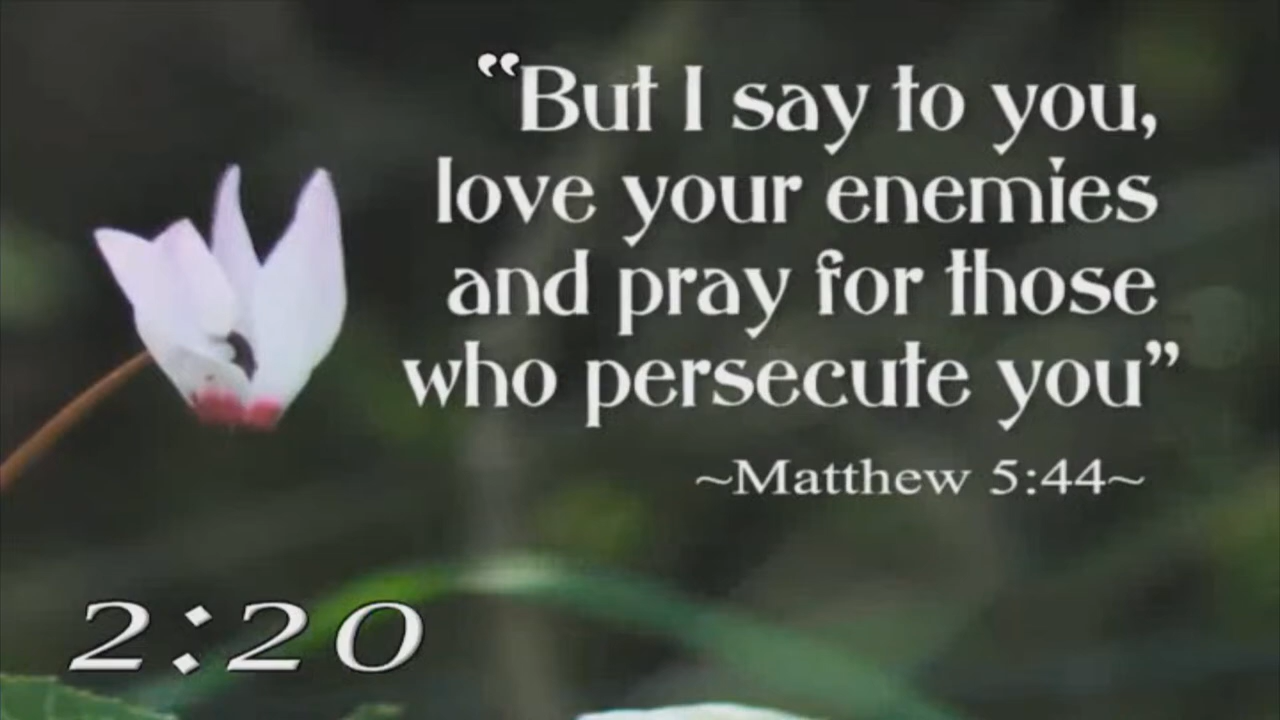 “But I say to you,
love your enemies
and pray for those
who persecute you”
~Matthew 5:44~
2:20